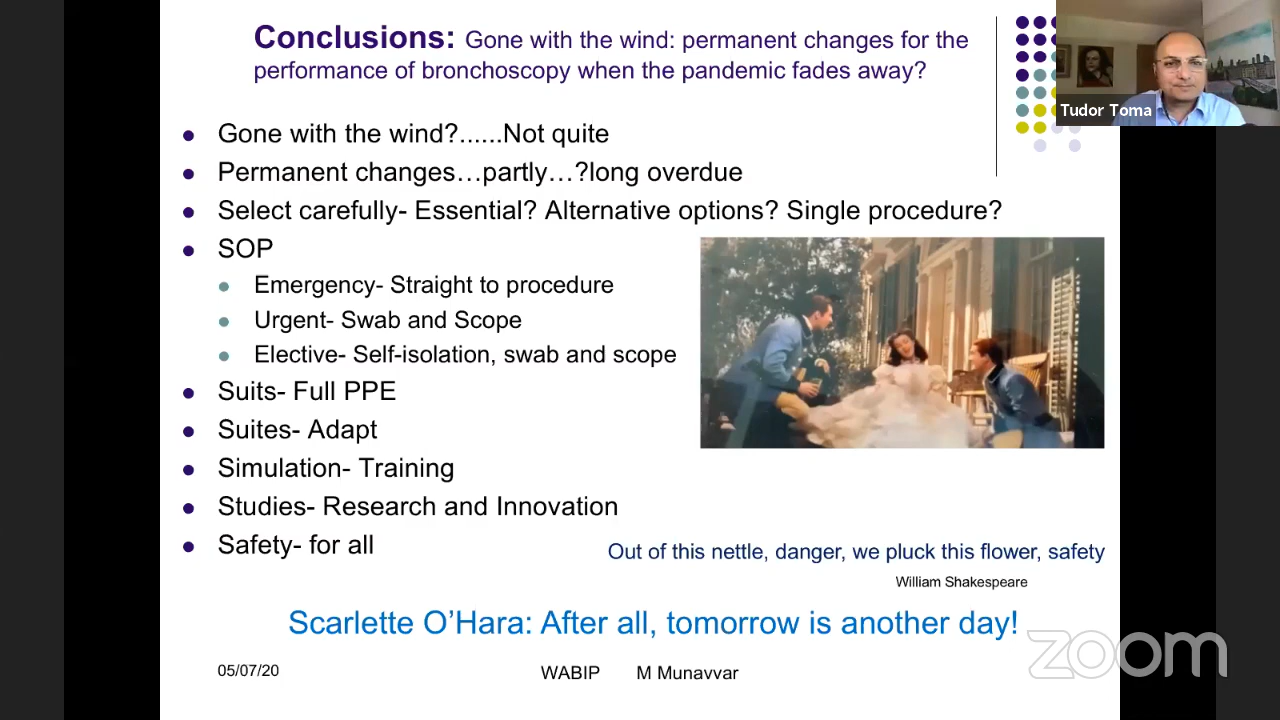 Conclusions: Gone with the wind: permanent changes for the
performance of bronchoscopy when the pandemic fades away?
Tudor Toma
Gone with the wind?......Not quite
Permanent changes…partly…?long overdue
Select carefully- Essential? Alternative options? Single procedure?
SOP
Emergency- Straight to procedure
Urgent- Swab and Scope
Elective- Self-isolation, swab and scope
Suits- Full PPE
Suites- Adapt
Simulation- Training
Studies- Research and Innovation
Safety- for all
Out of this nettle, danger, we pluck this flower, safety
William Shakespeare
Scarlette O’Hara: After all, tomorrow is another day!
05/07/20
WABIP M Munavvar
zoom